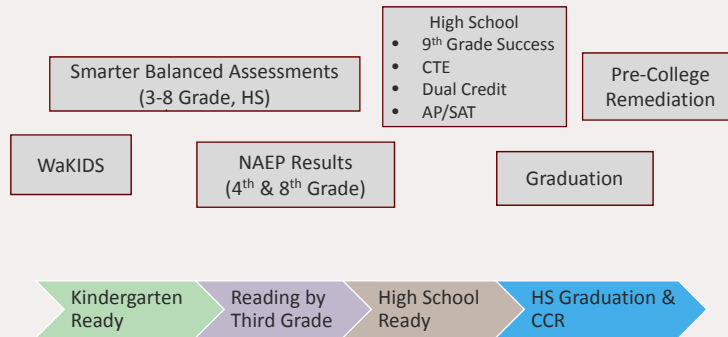 High School
• 9th Grade Success
• CTE
• Dual Credit
• AP/SAT
Smarter Balanced Assessments
(3-8 Grade, HS)
Pre-College
Remediation
WaKIDS
NAEP Results
(4th & 8th Grade)
Graduation
Kindergarten
Ready
Reading by
Third Grade
High School
Ready
HS Graduation &
CCR